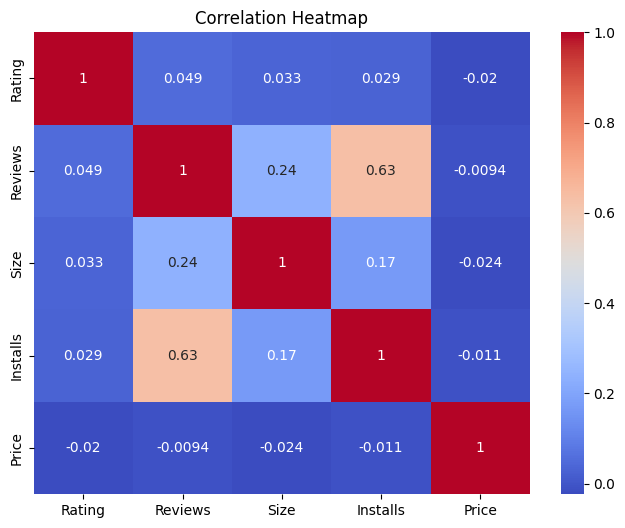 Correlation Heatmap
Rating 1 0.049 0.033 0.029 -0.02
Reviews 0.049 1 0.24 0.63 -0.0094
Size 0.033 0.24 1 0.17 -0.024
Installs 0.029 0.63 0.17 1 -0.011
Price -0.02 -0.0094 -0.024 -0.011 1
Rating Reviews Size Installs Price
1.0
0.8
0.6
0.4
0.2
0.0